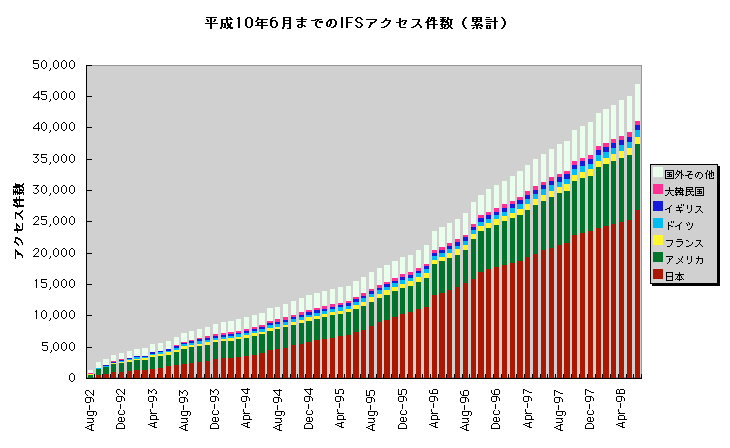 平成10年6月までのIFSアクセス件数（累計）
50,000
45,000
40,000
35,000
30,000
25,000
20,000
15,000
10,000
5,000
0
アクセス件数
Aug-92
Dec-92
Apr-93
Aug-93
Dec-93
Apr-94
Aug-94
Dec-94
Apr-95
Aug-95
Dec-95
Apr-96
Aug-96
Dec-96
Apr-97
Aug-97
Dec-97
Apr-98
国外その他
大韓民国
イギリス
ドイツ
フランス
アメリカ
日本